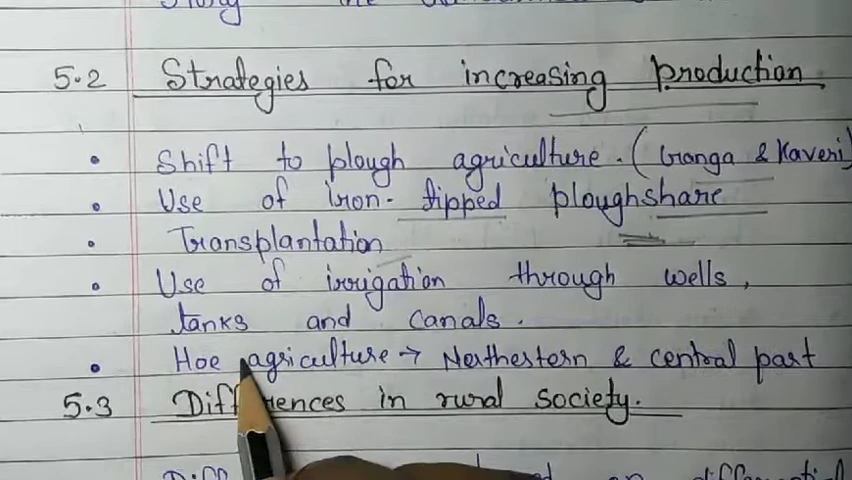 5.2 Strategies for increasing production
• Shift to plough agriculture. (Ganga & Kaveri)
• Use of iron-tipped ploughshare
• Transplantation
• Use of irrigation through wells,
tanks and canals.
• Hoe agriculture → Northestern & central part
5.3 Differences in rural society.